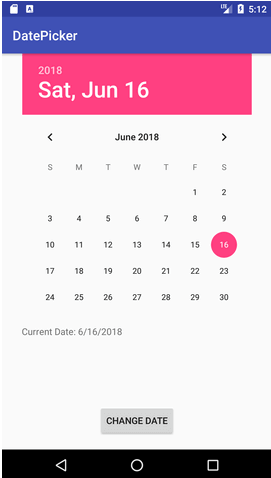 LTE 5:12
DatePicker
2018
Sat, Jun 16
June 2018
S M T W T F S
1 2
3 4 5 6 7 8 9
10 11 12 13 14 15 16
17 18 19 20 21 22 23
24 25 26 27 28 29 30
Current Date: 6/16/2018
CHANGE DATE